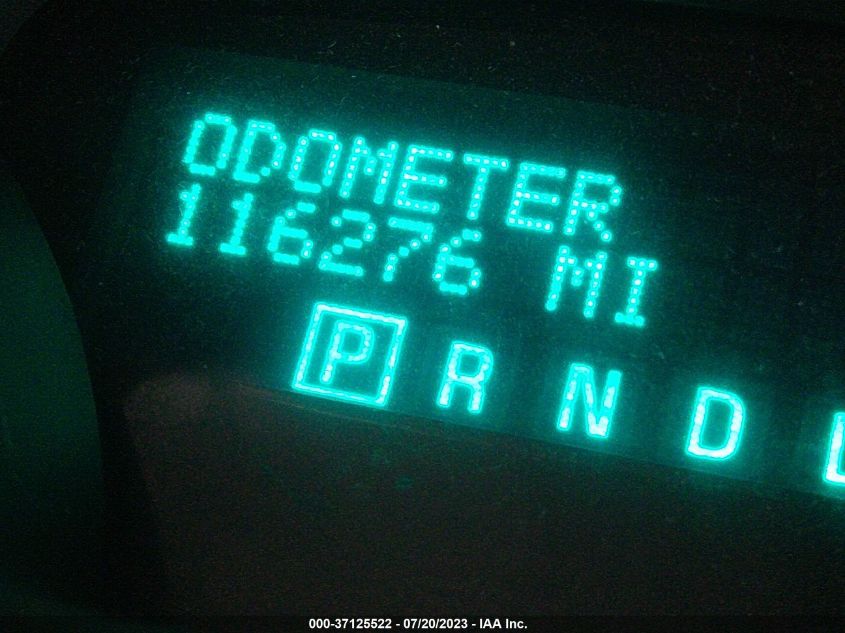 ODOMETER
116276 MI
P R N D L
000-37125522 - 07/20/2023 - IAA Inc.